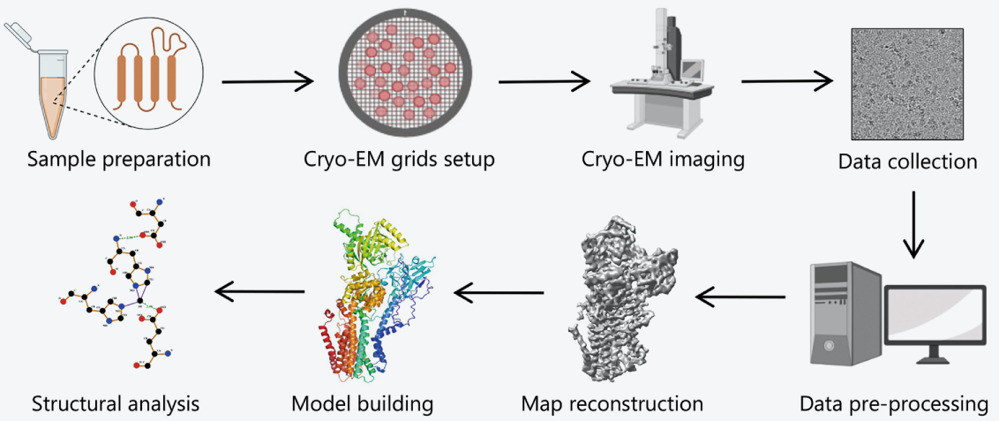 Sample preparation
Cryo-EM grids setup
Cryo-EM imaging
Data collection
Data pre-processing
Map reconstruction
Model building
Structural analysis